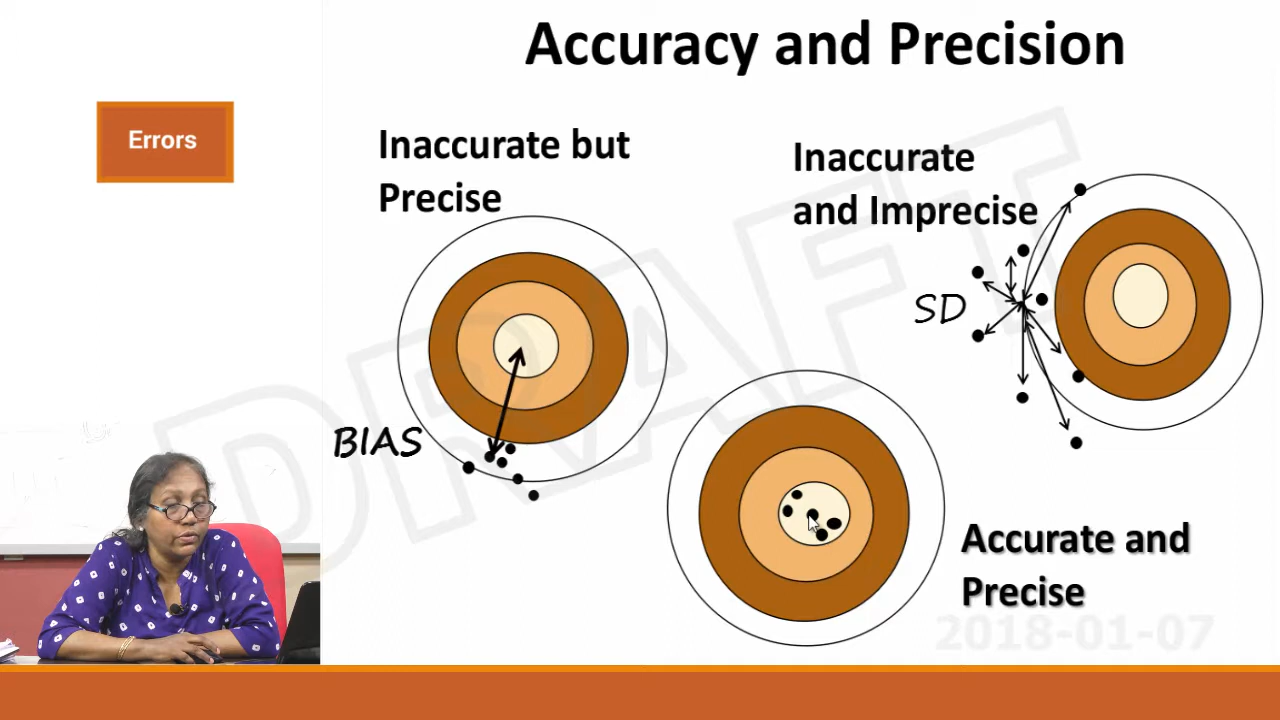 Accuracy and Precision
Errors
Inaccurate but
Precise
Inaccurate
and Imprecise
SD
BIAS
Accurate and
Precise
DRAFT
2018-01-07